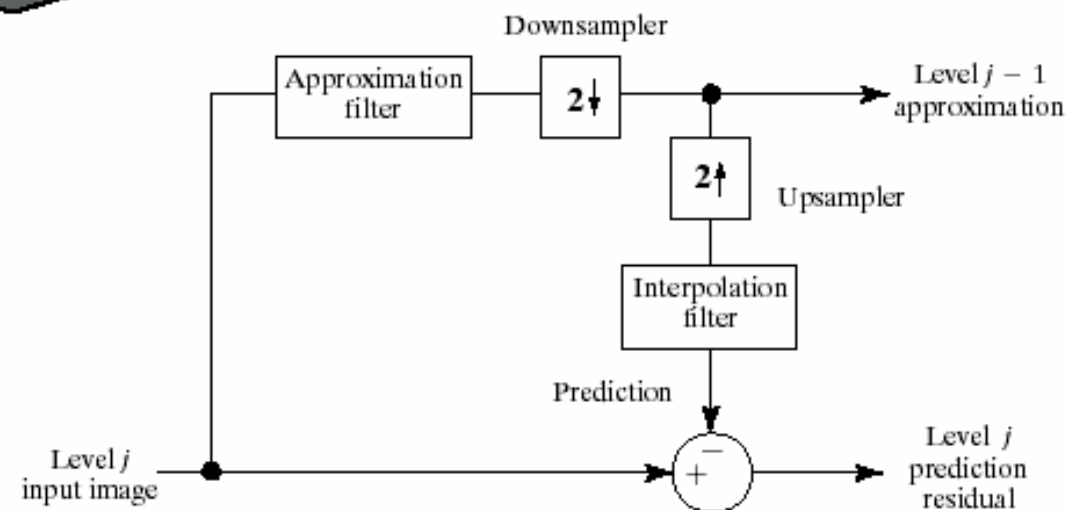 Downsampler
Approximation
filter
2↓
Level j − 1
approximation
2↑
Upsampler
Interpolation
filter
Prediction
Level j
input image
+
−
Level j
prediction
residual